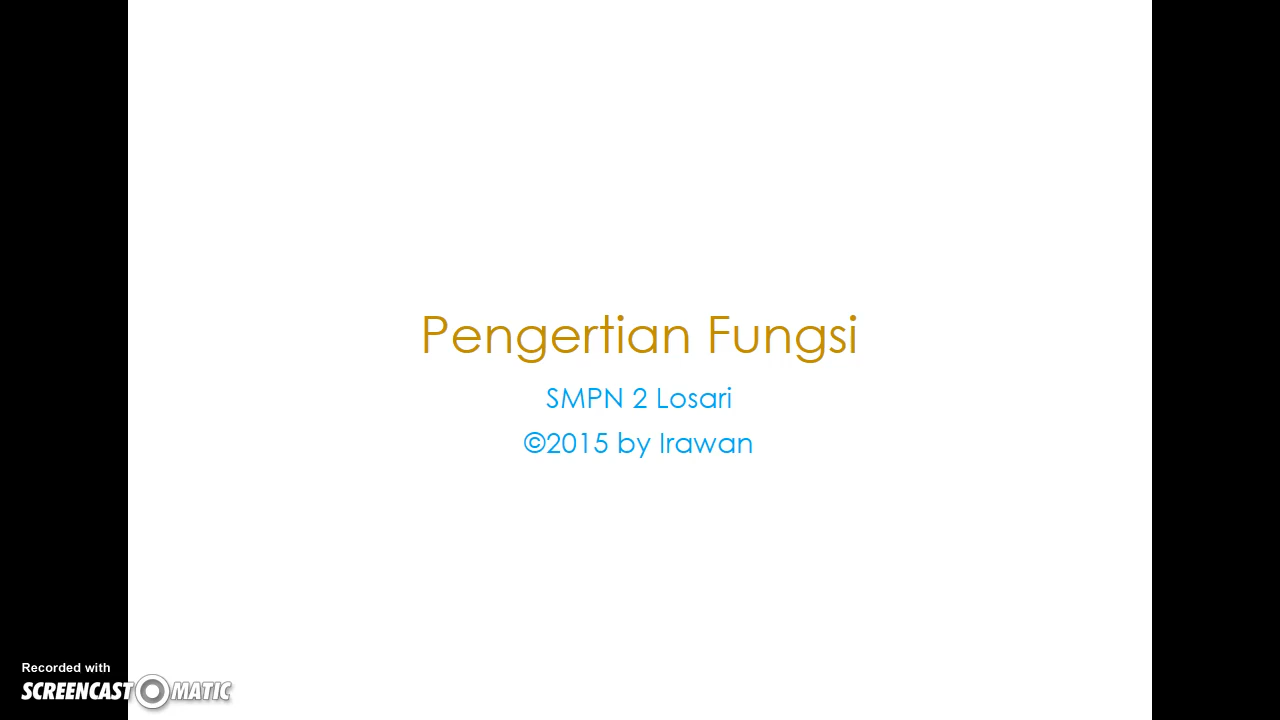 Pengertian Fungsi
SMPN 2 Losari
©2015 by Irawan
Recorded with
SCREENCAST O MATIC